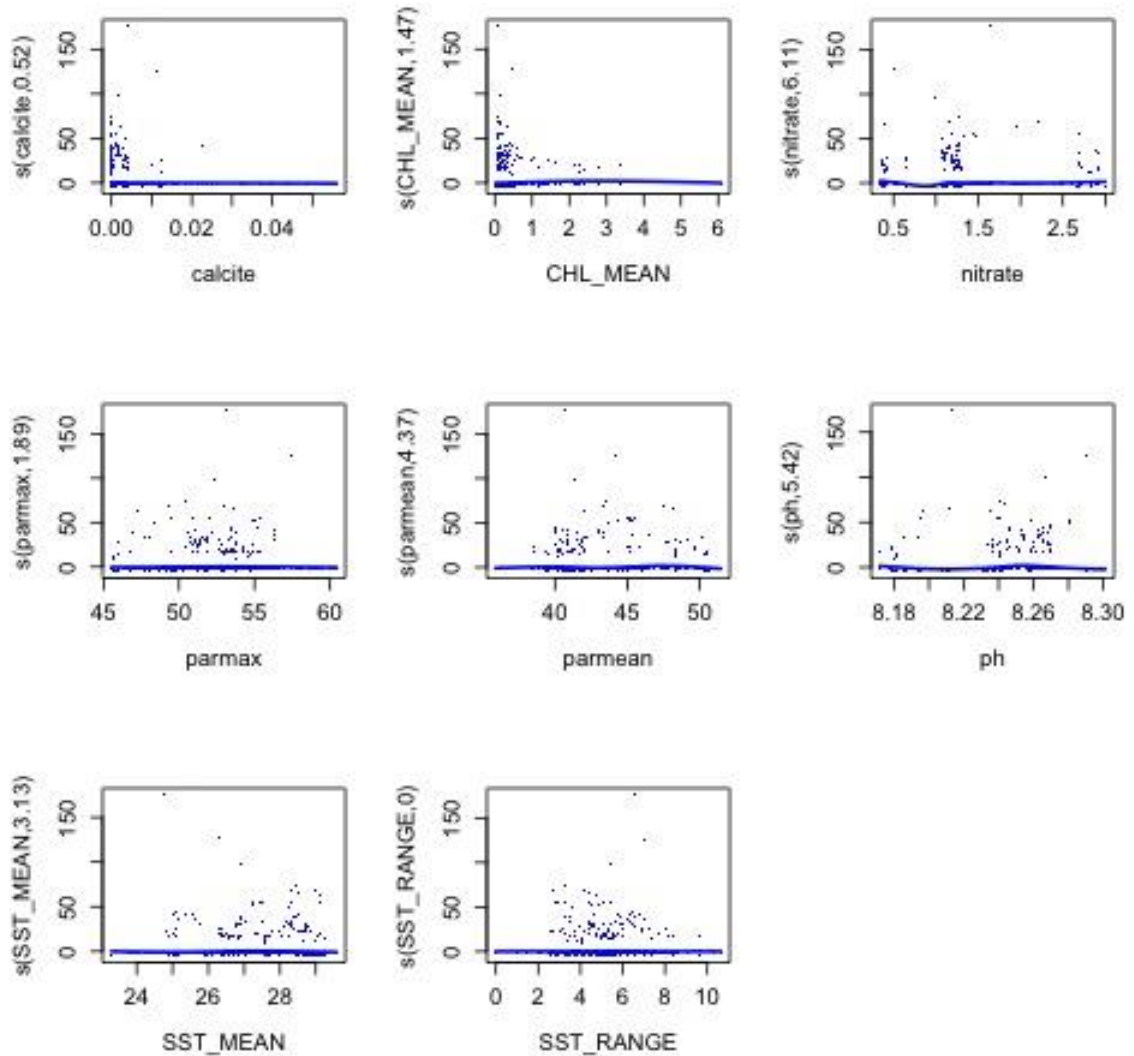 s(calcite,0.52)
0 50 150
0.00 0.02 0.04
calcite
s(CHL_MEAN,1.47)
0 50 150
0 1 2 3 4 5 6
CHL_MEAN
s(nitrate,6.11)
0 50 150
0.5 1.5 2.5
nitrate
s(parmax,1.89)
0 50 150
45 50 55 60
parmax
s(parmean,4.37)
0 50 150
40 45 50
parmean
s(ph,5.42)
0 50 150
8.18 8.22 8.26 8.30
ph
s(SST_MEAN,3.13)
0 50 150
24 26 28
SST_MEAN
s(SST_RANGE,0)
0 50 150
0 2 4 6 8 10
SST_RANGE